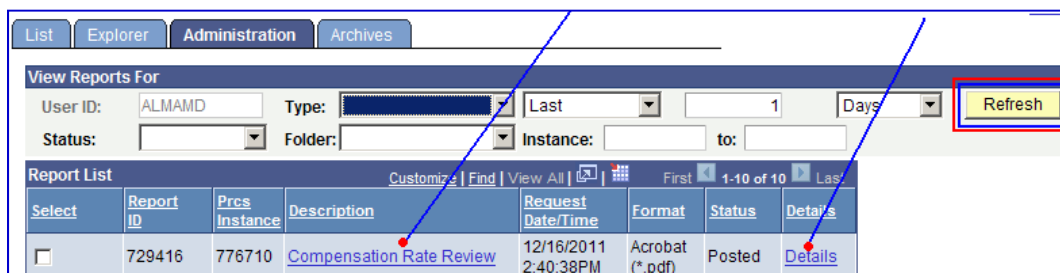 List Explorer Administration Archives
View Reports For
User ID: ALMAMD Type: Last 1 Days Refresh
Status: Folder: Instance: to:
Report List Customize | Find | View All | | First 1-10 of 10 Last
Select Report ID Prcs Instance Description Request Date/Time Format Status Details
729416 776710 Compensation Rate Review 12/16/2011 2:40:38PM Acrobat (*.pdf) Posted Details